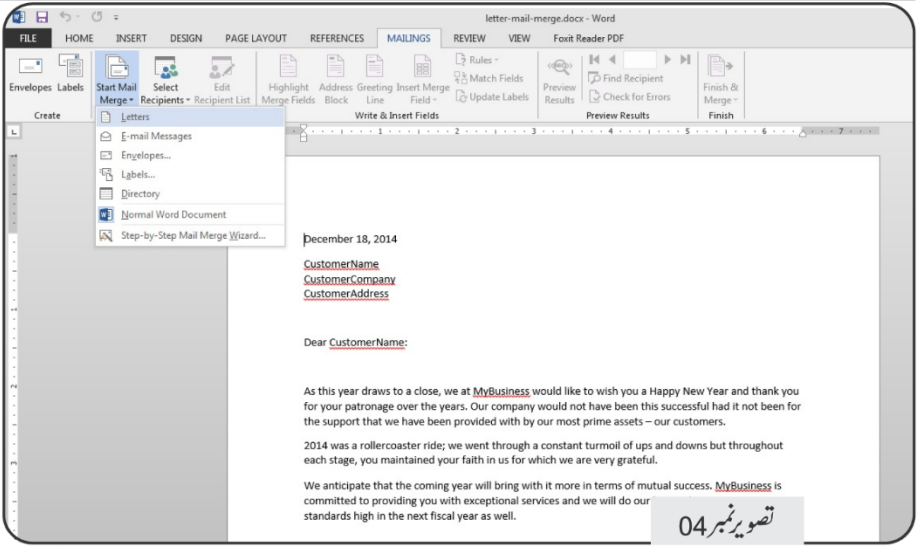 letter-mail-merge.docx - Word
FILE HOME INSERT DESIGN PAGE LAYOUT REFERENCES MAILINGS REVIEW VIEW Foxit Reader PDF
Envelopes Labels
Create
Start Mail Merge
Select Recipients
Edit Recipient List
Highlight Merge Fields
Address Block
Greeting Line
Insert Merge Field
Rules
Match Fields
Update Labels
Write & Insert Fields
Preview Results
Find Recipient
Check for Errors
Preview Results
Finish & Merge
Finish
Letters
E-mail Messages
Envelopes...
Labels...
Directory
Normal Word Document
Step-by-Step Mail Merge Wizard...
1 2 3 4 5 6 7
December 18, 2014
CustomerName
CustomerCompany
CustomerAddress
Dear CustomerName:
As this year draws to a close, we at MyBusiness would like to wish you a Happy New Year and thank you
for your patronage over the years. Our company would not have been this successful had it not been for
the support that we have been provided with by our most prime assets – our customers.
2014 was a rollercoaster ride; we went through a constant turmoil of ups and downs but throughout
each stage, you maintained your faith in us for which we are very grateful.
We anticipate that the coming year will bring with it more in terms of mutual success. MyBusiness is
committed to providing you with exceptional services and we will do our
standards high in the next fiscal year as well.
تصویر نمبر 04